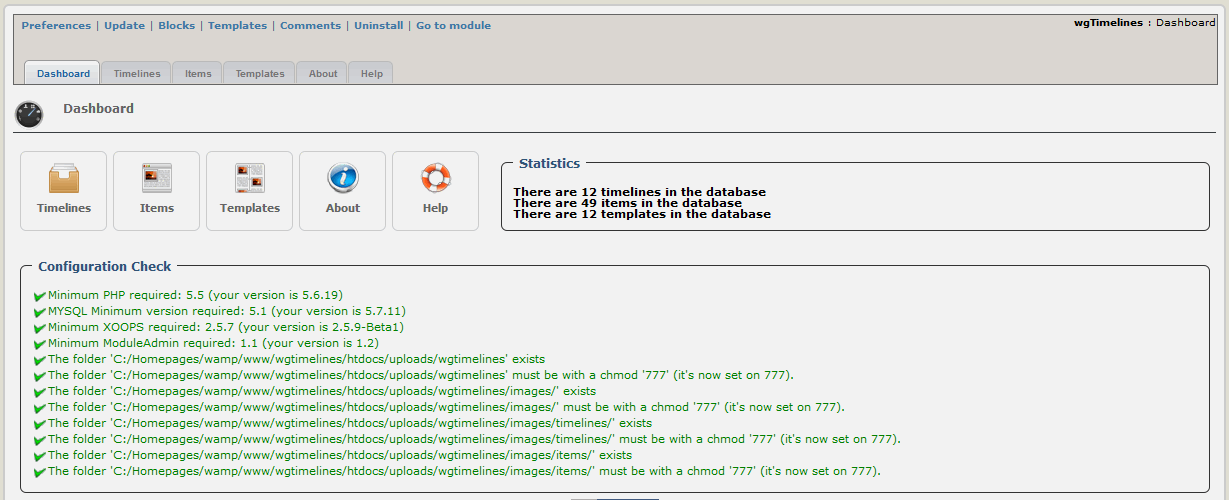 Preferences | Update | Blocks | Templates | Comments | Uninstall | Go to module
wgTimelines : Dashboard
Dashboard Timelines Items Templates About Help
Dashboard
Timelines Items Templates About Help
Statistics
There are 12 timelines in the database
There are 49 items in the database
There are 12 templates in the database
Configuration Check
Minimum PHP required: 5.5 (your version is 5.6.19)
MYSQL Minimum version required: 5.1 (your version is 5.7.11)
Minimum XOOPS required: 2.5.7 (your version is 2.5.9-Beta1)
Minimum ModuleAdmin required: 1.1 (your version is 1.2)
The folder 'C:/Homepages/wamp/www/wgtimelines/htdocs/uploads/wgtimelines' exists
The folder 'C:/Homepages/wamp/www/wgtimelines/htdocs/uploads/wgtimelines' must be with a chmod '777' (it's now set on 777).
The folder 'C:/Homepages/wamp/www/wgtimelines/htdocs/uploads/wgtimelines/images/' exists
The folder 'C:/Homepages/wamp/www/wgtimelines/htdocs/uploads/wgtimelines/images/' must be with a chmod '777' (it's now set on 777).
The folder 'C:/Homepages/wamp/www/wgtimelines/htdocs/uploads/wgtimelines/images/timelines/' exists
The folder 'C:/Homepages/wamp/www/wgtimelines/htdocs/uploads/wgtimelines/images/timelines/' must be with a chmod '777' (it's now set on 777).
The folder 'C:/Homepages/wamp/www/wgtimelines/htdocs/uploads/wgtimelines/images/items/' exists
The folder 'C:/Homepages/wamp/www/wgtimelines/htdocs/uploads/wgtimelines/images/items/' must be with a chmod '777' (it's now set on 777).